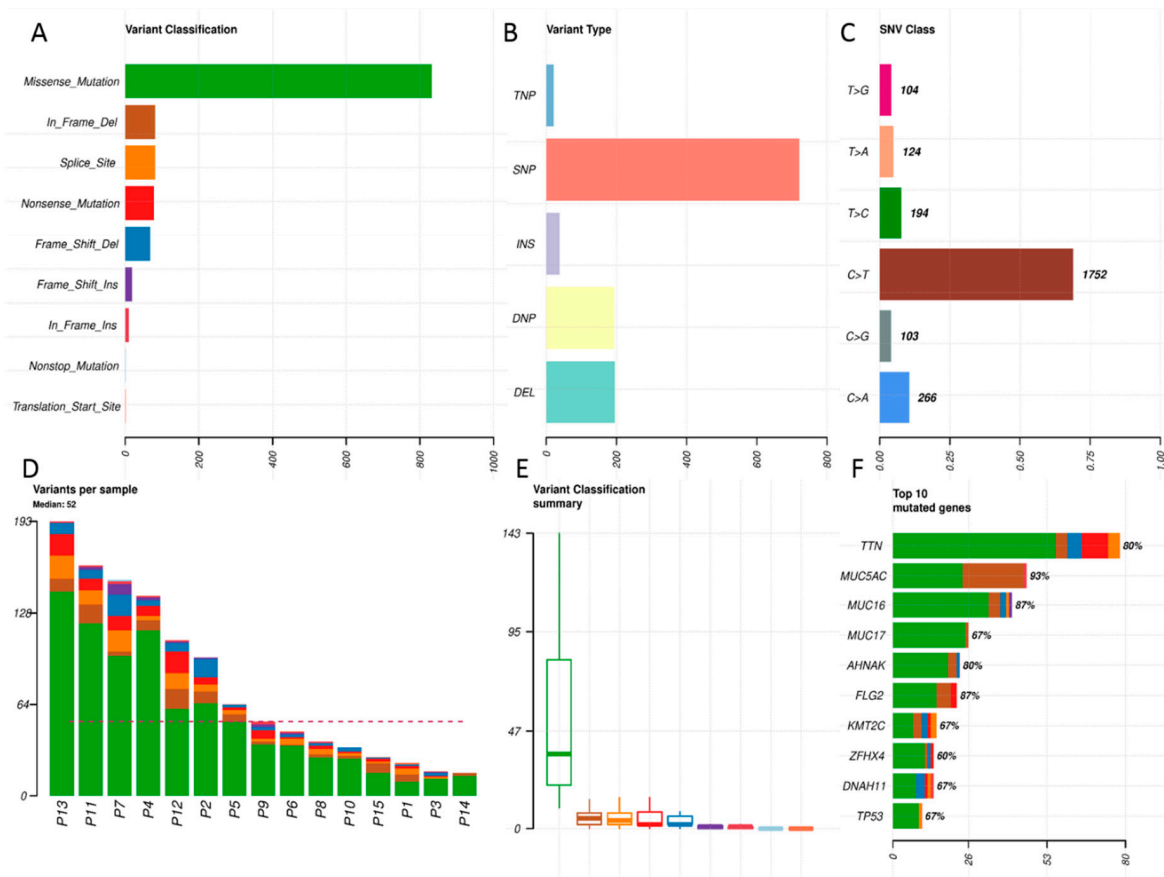 A
Variant Classification
Missense_Mutation
In_Frame_Del
Splice_Site
Nonsense_Mutation
Frame_Shift_Del
Frame_Shift_Ins
In_Frame_Ins
Nonstop_Mutation
Translation_Start_Site
0
200
400
600
800
1000
B
Variant Type
TNP
SNP
INS
DNP
DEL
0
200
400
600
800
C
SNV Class
T>G
104
T>A
124
T>C
194
C>T
1752
C>G
103
C>A
266
0.00
0.25
0.50
0.75
1.00
D
Variants per sample
Median: 52
193
128
64
0
P13
P11
P7
P4
P12
P2
P5
P9
P6
P8
P10
P15
P1
P3
P14
E
Variant Classification
summary
143
95
47
0
F
Top 10
mutated genes
TTN
80%
MUC5AC
93%
MUC16
87%
MUC17
67%
AHNAK
80%
FLG2
87%
KMT2C
67%
ZFHX4
60%
DNAH11
67%
TP53
67%
0
26
53
80